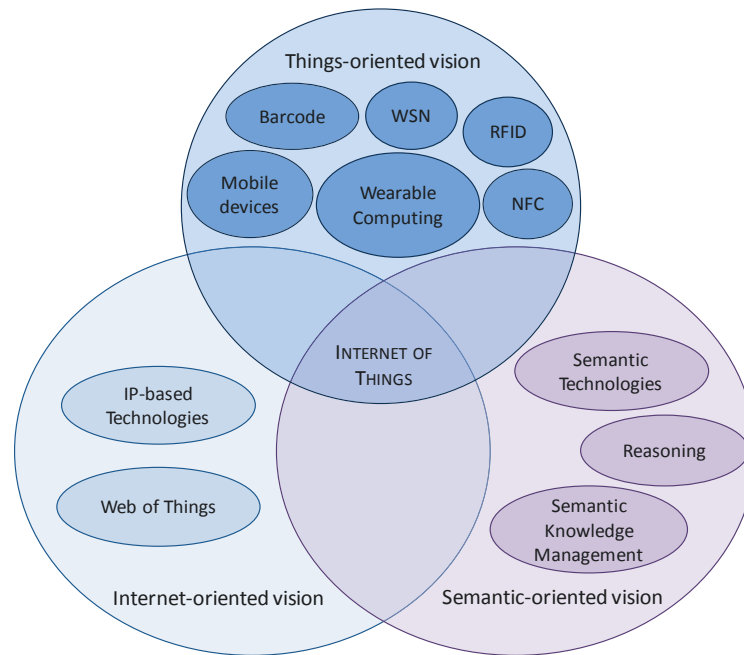 Things-oriented vision
Barcode
WSN
RFID
Mobile
devices
Wearable
Computing
NFC
INTERNET OF
THINGS
IP-based
Technologies
Semantic
Technologies
Reasoning
Web of Things
Semantic
Knowledge
Management
Internet-oriented vision
Semantic-oriented vision